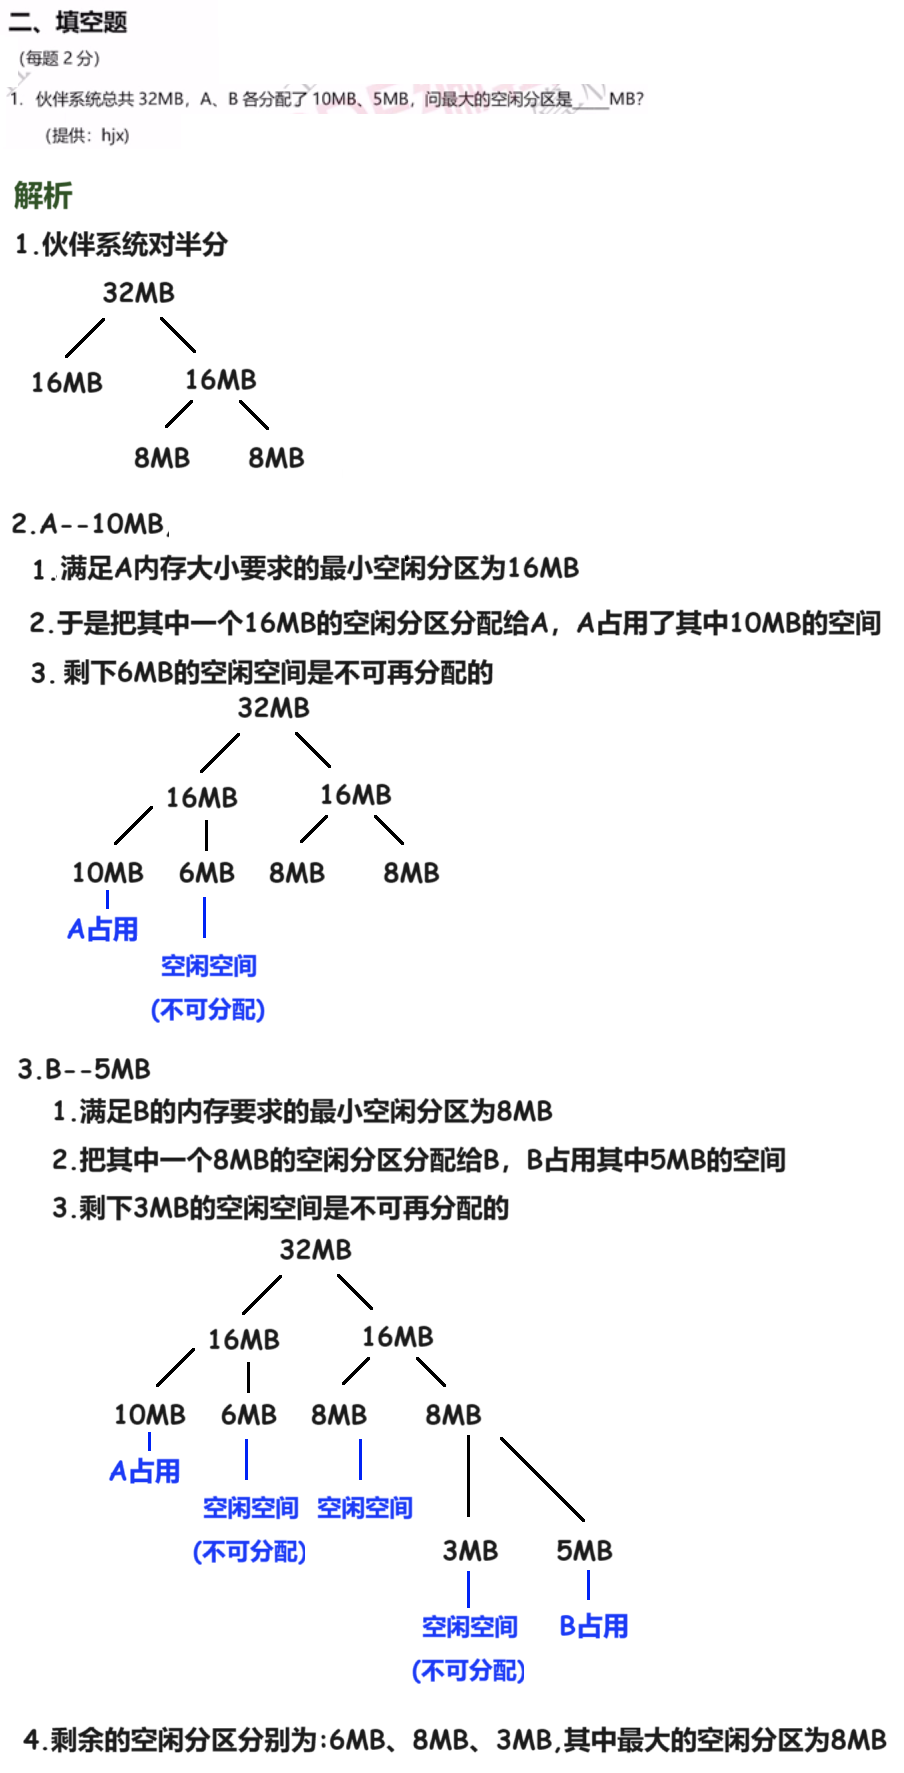 二、填空题
(每题 2 分)
1. 伙伴系统总共 32MB，A、B 各分配了 10MB、5MB，问最大的空闲分区是____MB？
(提供：hjx)
解析
1.伙伴系统对半分
32MB
16MB 16MB
8MB 8MB
2.A--10MB,
1.满足A内存大小要求的最小空闲分区为16MB
2.于是把其中一个16MB的空闲分区分配给A，A占用了其中10MB的空间
3. 剩下6MB的空闲空间是不可再分配的
32MB
16MB 16MB
10MB 6MB 8MB 8MB
A占用
空闲空间
(不可分配)
3.B--5MB
1.满足B的内存要求的最小空闲分区为8MB
2.把其中一个8MB的空闲分区分配给B，B占用其中5MB的空间
3.剩下3MB的空闲空间是不可再分配的
32MB
16MB 16MB
10MB 6MB 8MB 8MB
A占用
空闲空间 空闲空间
(不可分配)
3MB 5MB
空闲空间 B占用
(不可分配)
4.剩余的空闲分区分别为:6MB、8MB、3MB,其中最大的空闲分区为8MB